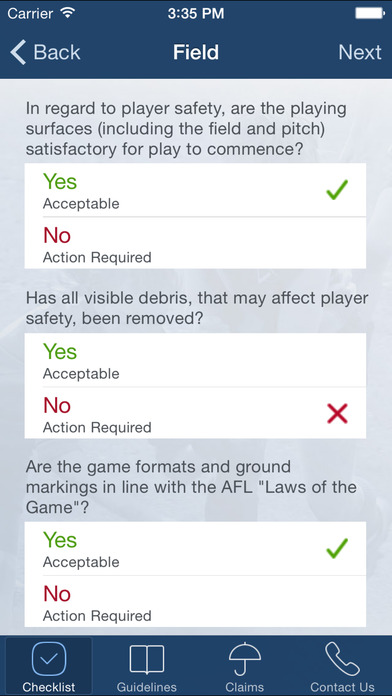 Carrier 3:35 PM
Back Field Next
In regard to player safety, are the playing
surfaces (including the field and pitch)
satisfactory for play to commence?
Yes
Acceptable
No
Action Required
Has all visible debris, that may affect player
safety, been removed?
Yes
Acceptable
No
Action Required
Are the game formats and ground
markings in line with the AFL "Laws of the
Game"?
Yes
Acceptable
No
Action Required
Checklist Guidelines Claims Contact Us